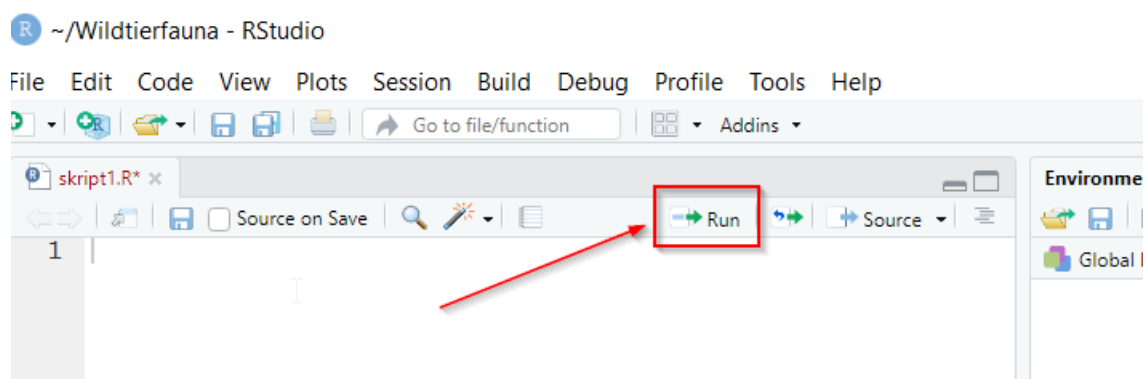 R ~/Wildtierfauna - RStudio
File Edit Code View Plots Session Build Debug Profile Tools Help
R Go to file/function Addins
R skript1.R* Environme
Source on Save Run Source
1 Global